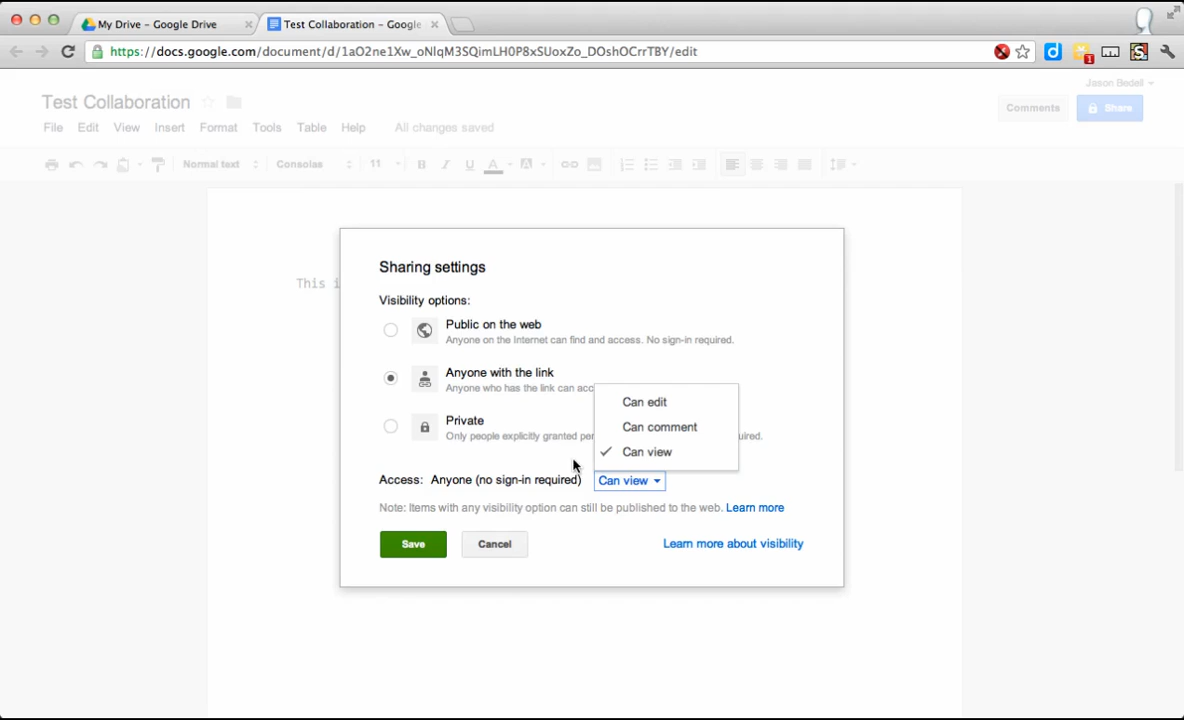 My Drive - Google Drive
Test Collaboration - Google
https://docs.google.com/document/d/1aO2ne1Xw_oNlqM3SQimLH0P8xSUoxZo_DOshOCrrTBY/edit
1
Jason Bedell
Test Collaboration
Comments
Share
File Edit View Insert Format Tools Table Help All changes saved
Normal text Consolas 11 B I U A A
This i
Sharing settings
Visibility options:
Public on the web
Anyone on the Internet can find and access. No sign-in required.
Anyone with the link
Anyone who has the link can acc
Can edit
Private
Can comment
Only people explicitly granted per
ired.
Can view
Access: Anyone (no sign-in required) Can view
Note: Items with any visibility option can still be published to the web. Learn more
Save Cancel Learn more about visibility